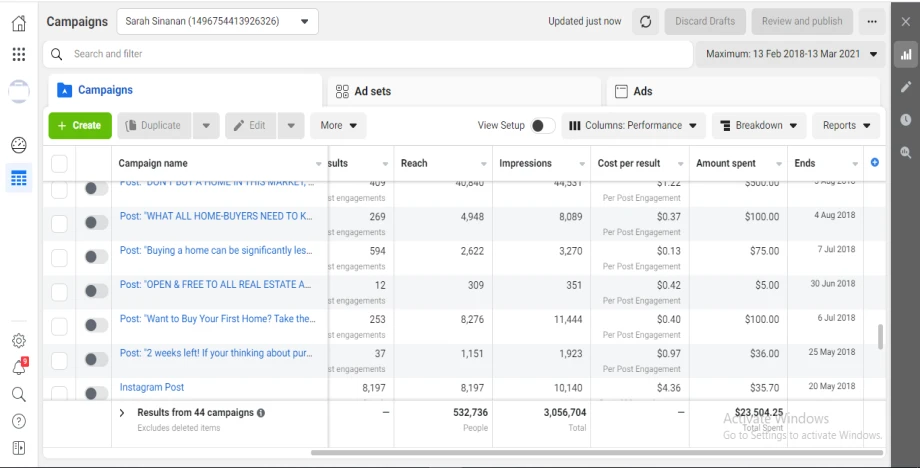 Campaigns
Sarah Sinanan (1496754413926326)
Updated just now
Discard Drafts
Review and publish
Search and filter
Maximum: 13 Feb 2018-13 Mar 2021
Campaigns
Ad sets
Ads
+ Create
Duplicate
Edit
More
View Setup
Columns: Performance
Breakdown
Reports
Campaign name
sults
Reach
Impressions
Cost per result
Amount spent
Ends
Post: "DON'T BUY A HOME IN THIS MARKET, ...
409
40,840
44,531
$1.22
$500.00
st engagements
Per Post Engagement
Post: "WHAT ALL HOME-BUYERS NEED TO K...
269
4,948
8,089
$0.37
$100.00
4 Aug 2018
st engagements
Per Post Engagement
Post: "Buying a home can be significantly les...
594
2,622
3,270
$0.13
$75.00
7 Jul 2018
st engagements
Per Post Engagement
Post: "OPEN & FREE TO ALL REAL ESTATE A...
12
309
351
$0.42
$5.00
30 Jun 2018
st engagements
Per Post Engagement
Post: "Want to Buy Your First Home? Take the...
253
8,276
11,444
$0.40
$100.00
6 Jul 2018
st engagements
Per Post Engagement
Post: "2 weeks left! If your thinking about pur...
37
1,151
1,923
$0.97
$36.00
25 May 2018
st engagements
Per Post Engagement
Instagram Post
8,197
8,197
10,140
$4.36
$35.70
20 May 2018
Results from 44 campaigns
—
532,736
3,056,704
—
$23,504.25
Excludes deleted items
People
Total
Total Spent
Activate Windows
Go to Settings to activate Windows.
9